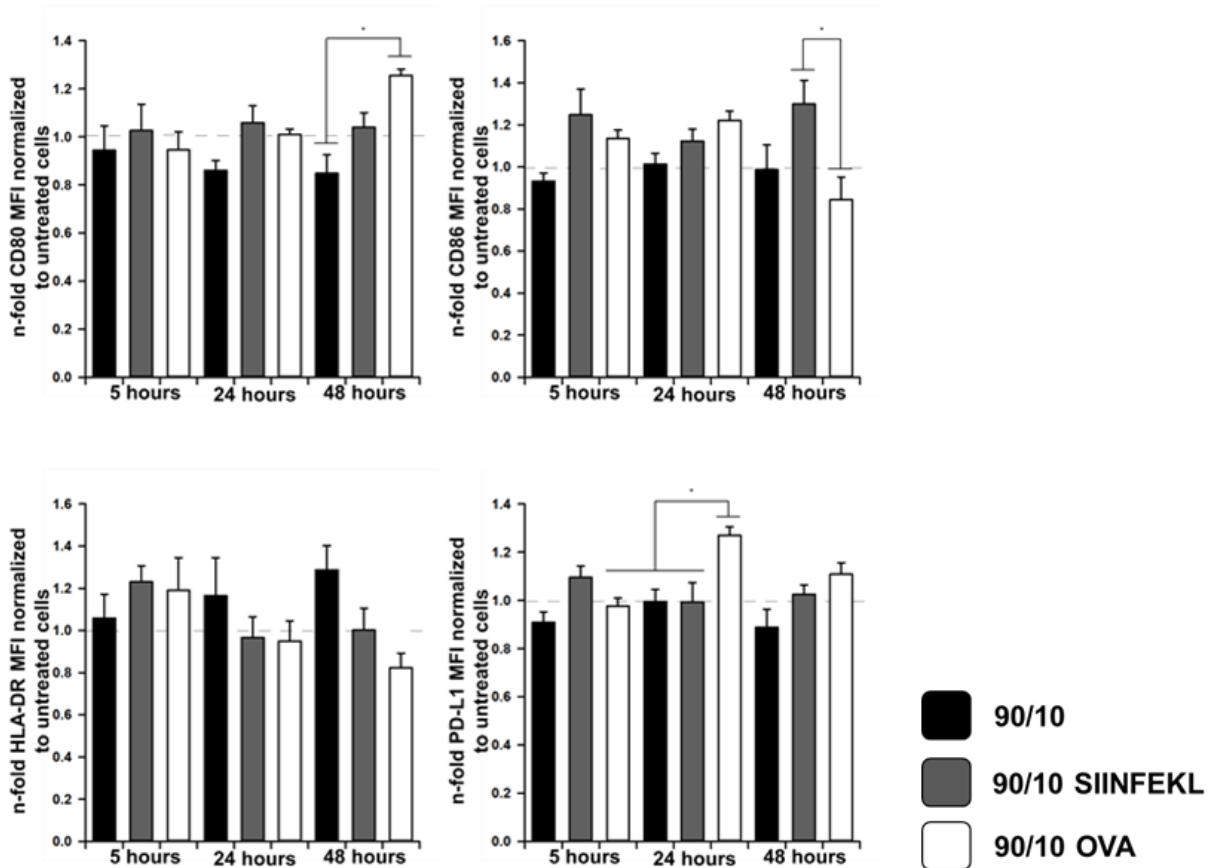 n-fold CD80 MFI normalized
to untreated cells
1.4
1.2
1.0
0.8
0.6
0.4
0.2
0.0
*
5 hours
24 hours
48 hours
n-fold CD86 MFI normalized
to untreated cells
1.6
1.4
1.2
1.0
0.8
0.6
0.4
0.2
0.0
*
5 hours
24 hours
48 hours
n-fold HLA-DR MFI normalized
to untreated cells
1.6
1.4
1.2
1.0
0.8
0.6
0.4
0.2
0.0
5 hours
24 hours
48 hours
n-fold PD-L1 MFI normalized
to untreated cells
1.4
1.2
1.0
0.8
0.6
0.4
0.2
0.0
*
5 hours
24 hours
48 hours
90/10
90/10 SIINFEKL
90/10 OVA